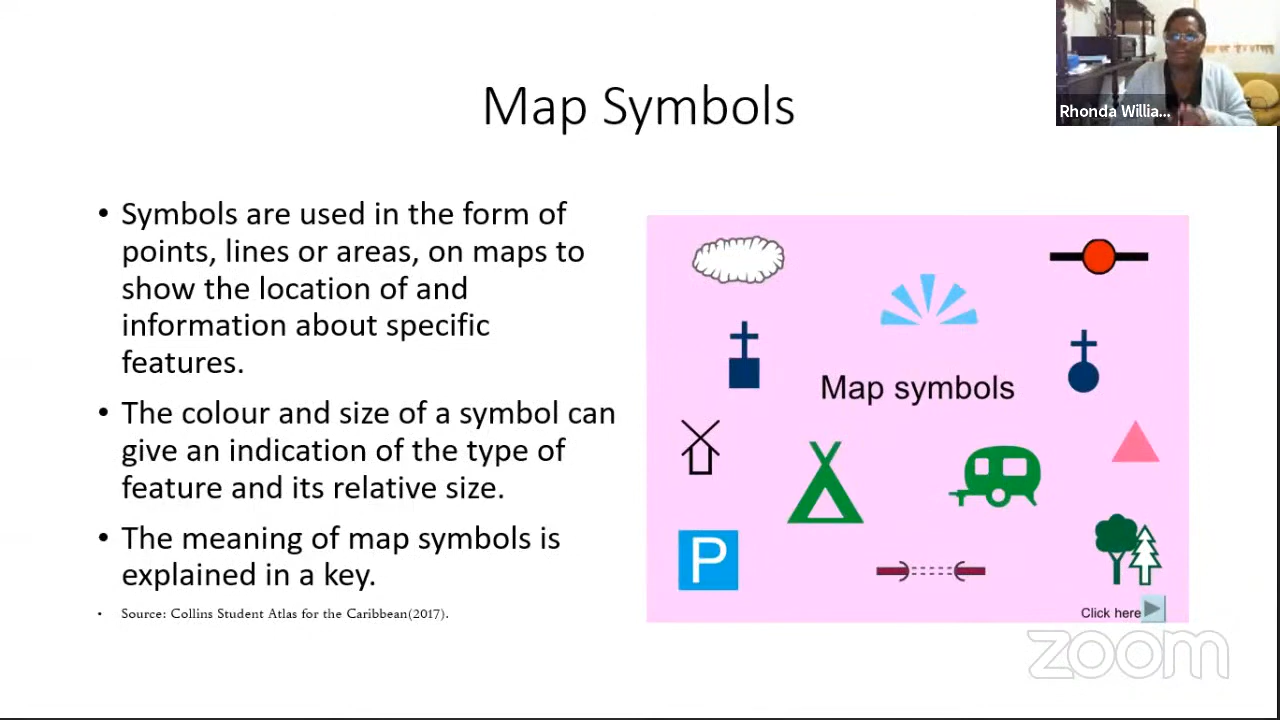 Map Symbols
Rhonda Willia...
• Symbols are used in the form of
points, lines or areas, on maps to
show the location of and
information about specific
features.
• The colour and size of a symbol can
give an indication of the type of
feature and its relative size.
• The meaning of map symbols is
explained in a key.
• Source: Collins Student Atlas for the Caribbean(2017).
Map symbols
P
Click here
zoom